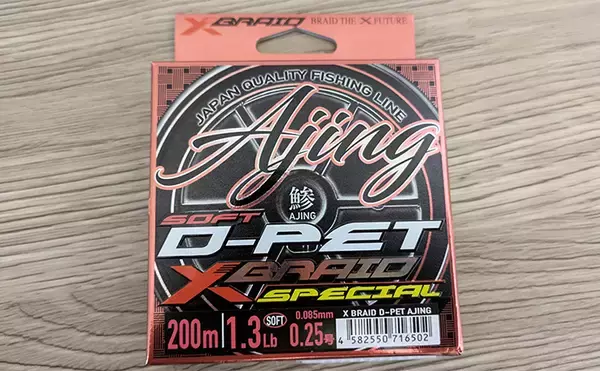 X BRAID BRAID THE X FUTURE
JAPAN QUALITY FISHING LINE
Ajing
鯵
AJING
SOFT
D-PET
X BRAID
SPECIAL
200m 1.3Lb SOFT 0.085mm 0.25号
X BRAID D-PET AJING
4 582550 716502